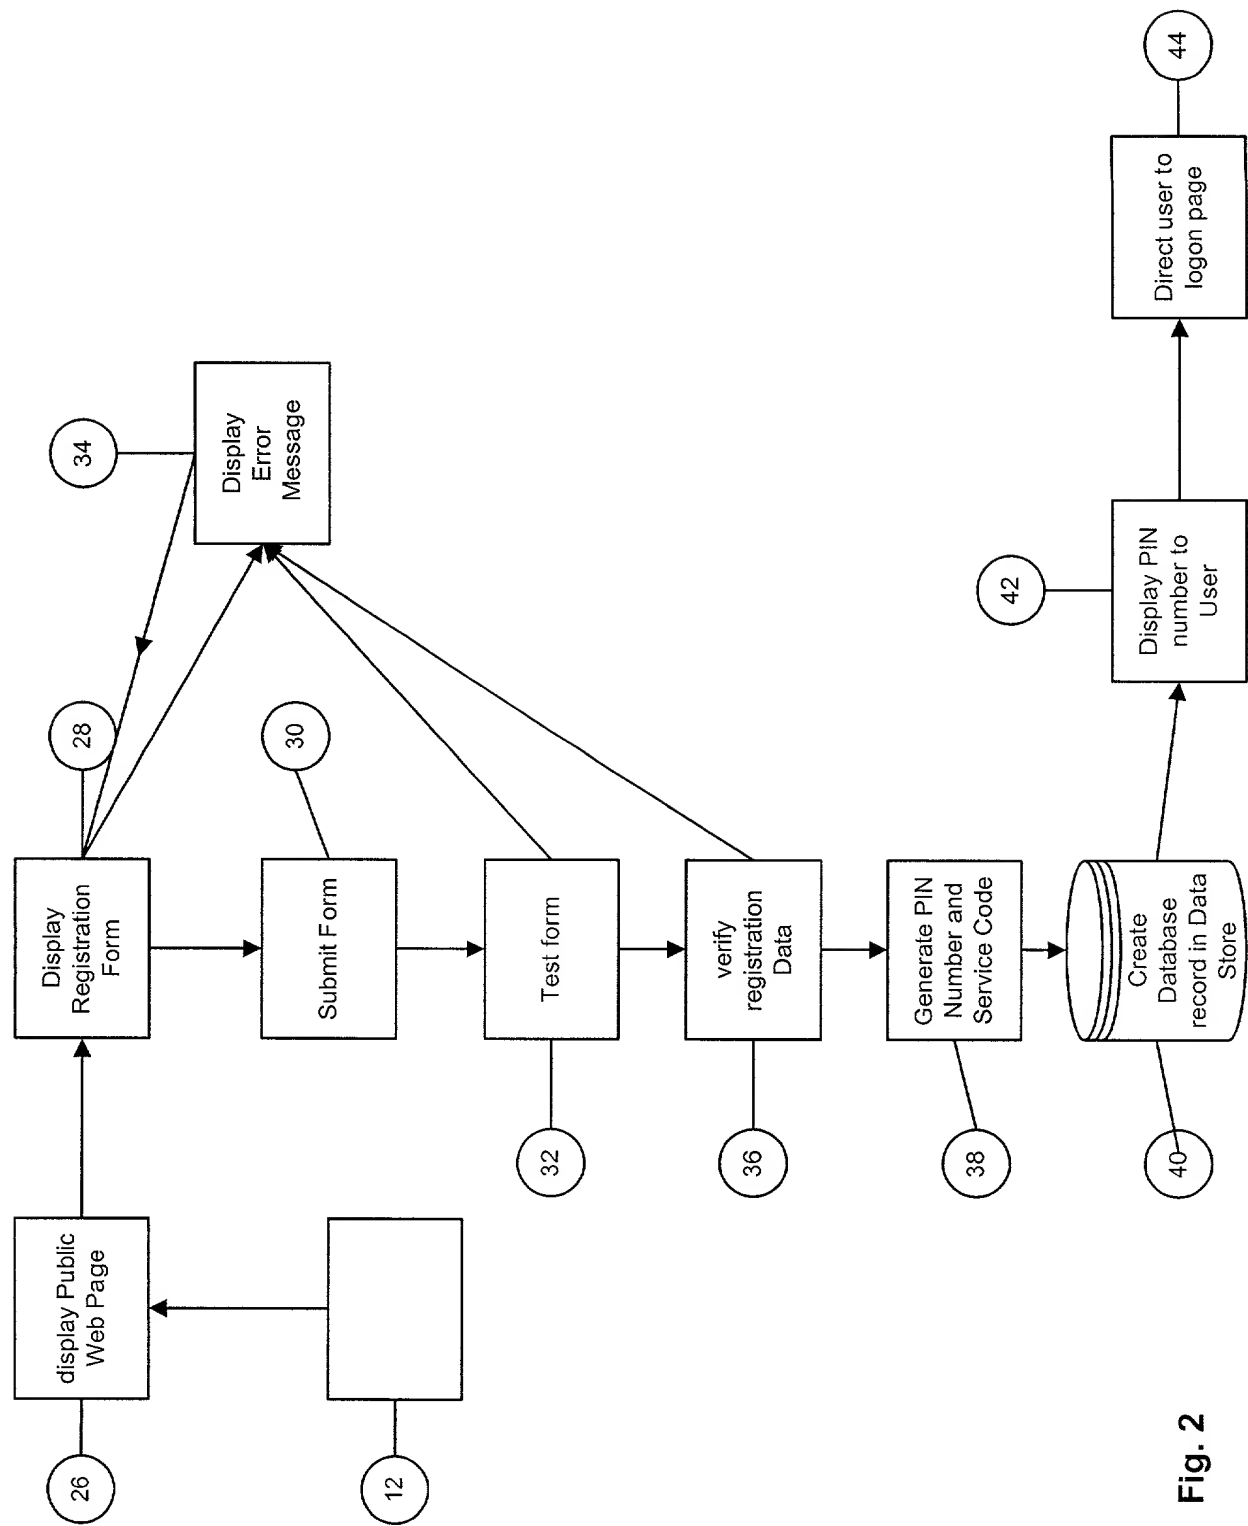 26
display Public
Web Page
12
28
Display
Registration
Form
30
Submit Form
34
Display
Error
Message
32
Test form
36
verify
registration
Data
38
Generate PIN
Number and
Service Code
40
Create
Database
record in Data
Store
42
Display PIN
number to
User
44
Direct user to
logon page
Fig. 2